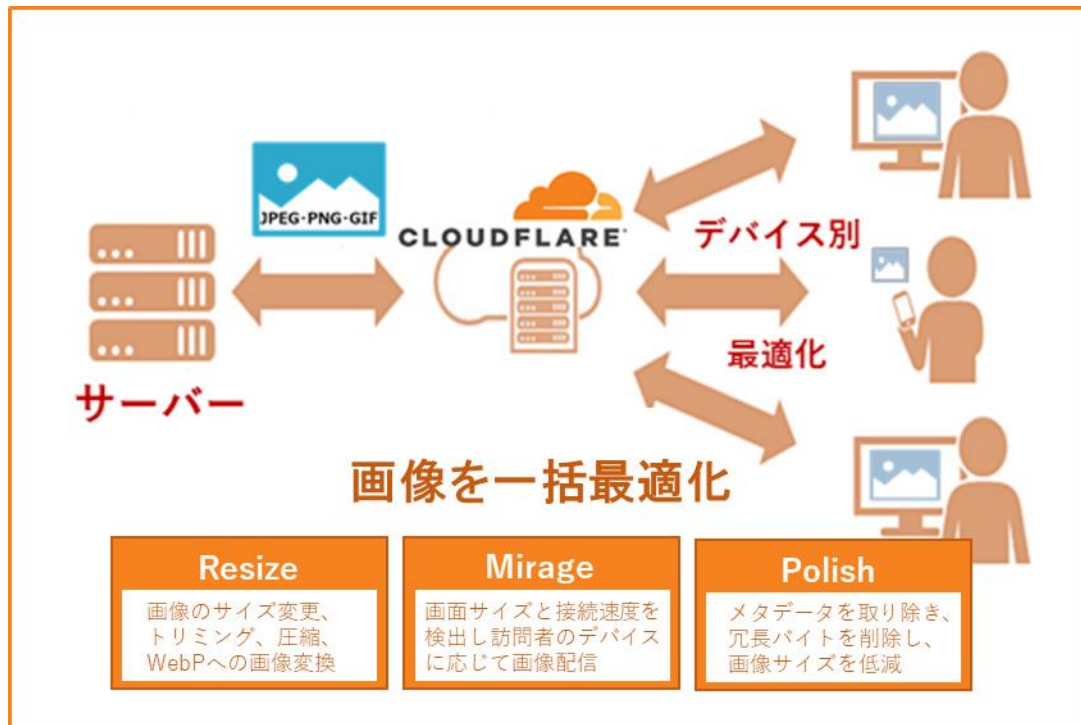 JPEG・PNG・GIF
CLOUDFLARE
デバイス別
最適化
サーバー
画像を一括最適化
Resize
画像のサイズ変更、
トリミング、圧縮、
WebPへの画像変換
Mirage
画面サイズと接続速度を
検出し訪問者のデバイス
に応じて画像配信
Polish
メタデータを取り除き、
冗長バイトを削除し、
画像サイズを低減